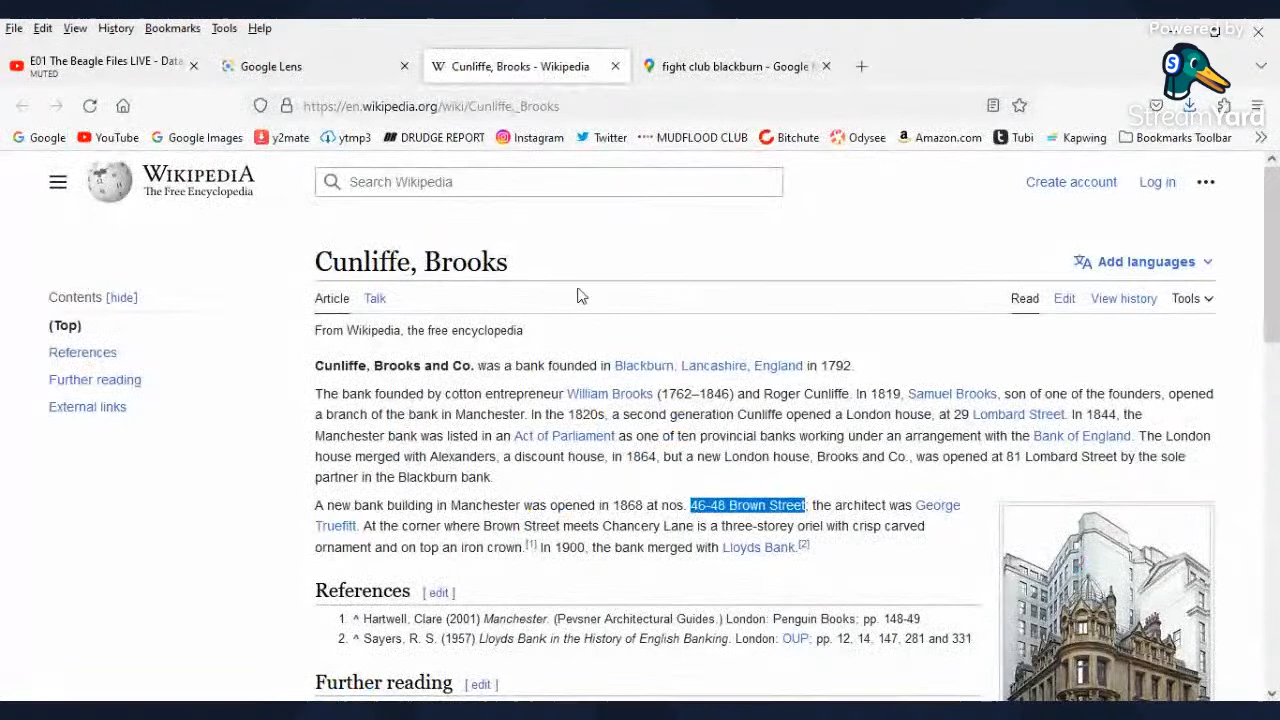 Powered by
StreamYard
File Edit View History Bookmarks Tools Help
E01 The Beagle Files LIVE - Data
MUTED
Google Lens
W Cunliffe, Brooks - Wikipedia
fight club blackburn - Google
https://en.wikipedia.org/wiki/Cunliffe,_Brooks
Google YouTube Google Images y2mate ytmp3 DRUDGE REPORT Instagram Twitter MUDFLOOD CLUB Bitchute Odysee Amazon.com Tubi Kapwing Bookmarks Toolbar
WIKIPEDIA
The Free Encyclopedia
Search Wikipedia
Create account Log in
Cunliffe, Brooks
Add languages
Contents [hide]
(Top)
References
Further reading
External links
Article Talk
Read Edit View history Tools
From Wikipedia, the free encyclopedia
Cunliffe, Brooks and Co. was a bank founded in Blackburn, Lancashire, England in 1792.
The bank founded by cotton entrepreneur William Brooks (1762–1846) and Roger Cunliffe. In 1819, Samuel Brooks, son of one of the founders, opened
a branch of the bank in Manchester. In the 1820s, a second generation Cunliffe opened a London house, at 29 Lombard Street. In 1844, the
Manchester bank was listed in an Act of Parliament as one of ten provincial banks working under an arrangement with the Bank of England. The London
house merged with Alexanders, a discount house, in 1864, but a new London house, Brooks and Co., was opened at 81 Lombard Street by the sole
partner in the Blackburn bank.
A new bank building in Manchester was opened in 1868 at nos. 46-48 Brown Street; the architect was George
Truefitt. At the corner where Brown Street meets Chancery Lane is a three-storey oriel with crisp carved
ornament and on top an iron crown.[1] In 1900, the bank merged with Lloyds Bank.[2]
References [ edit ]
1. ^ Hartwell, Clare (2001) Manchester. (Pevsner Architectural Guides.) London: Penguin Books; pp. 148-49
2. ^ Sayers, R. S. (1957) Lloyds Bank in the History of English Banking. London: OUP; pp. 12, 14, 147, 281 and 331
Further reading [ edit ]